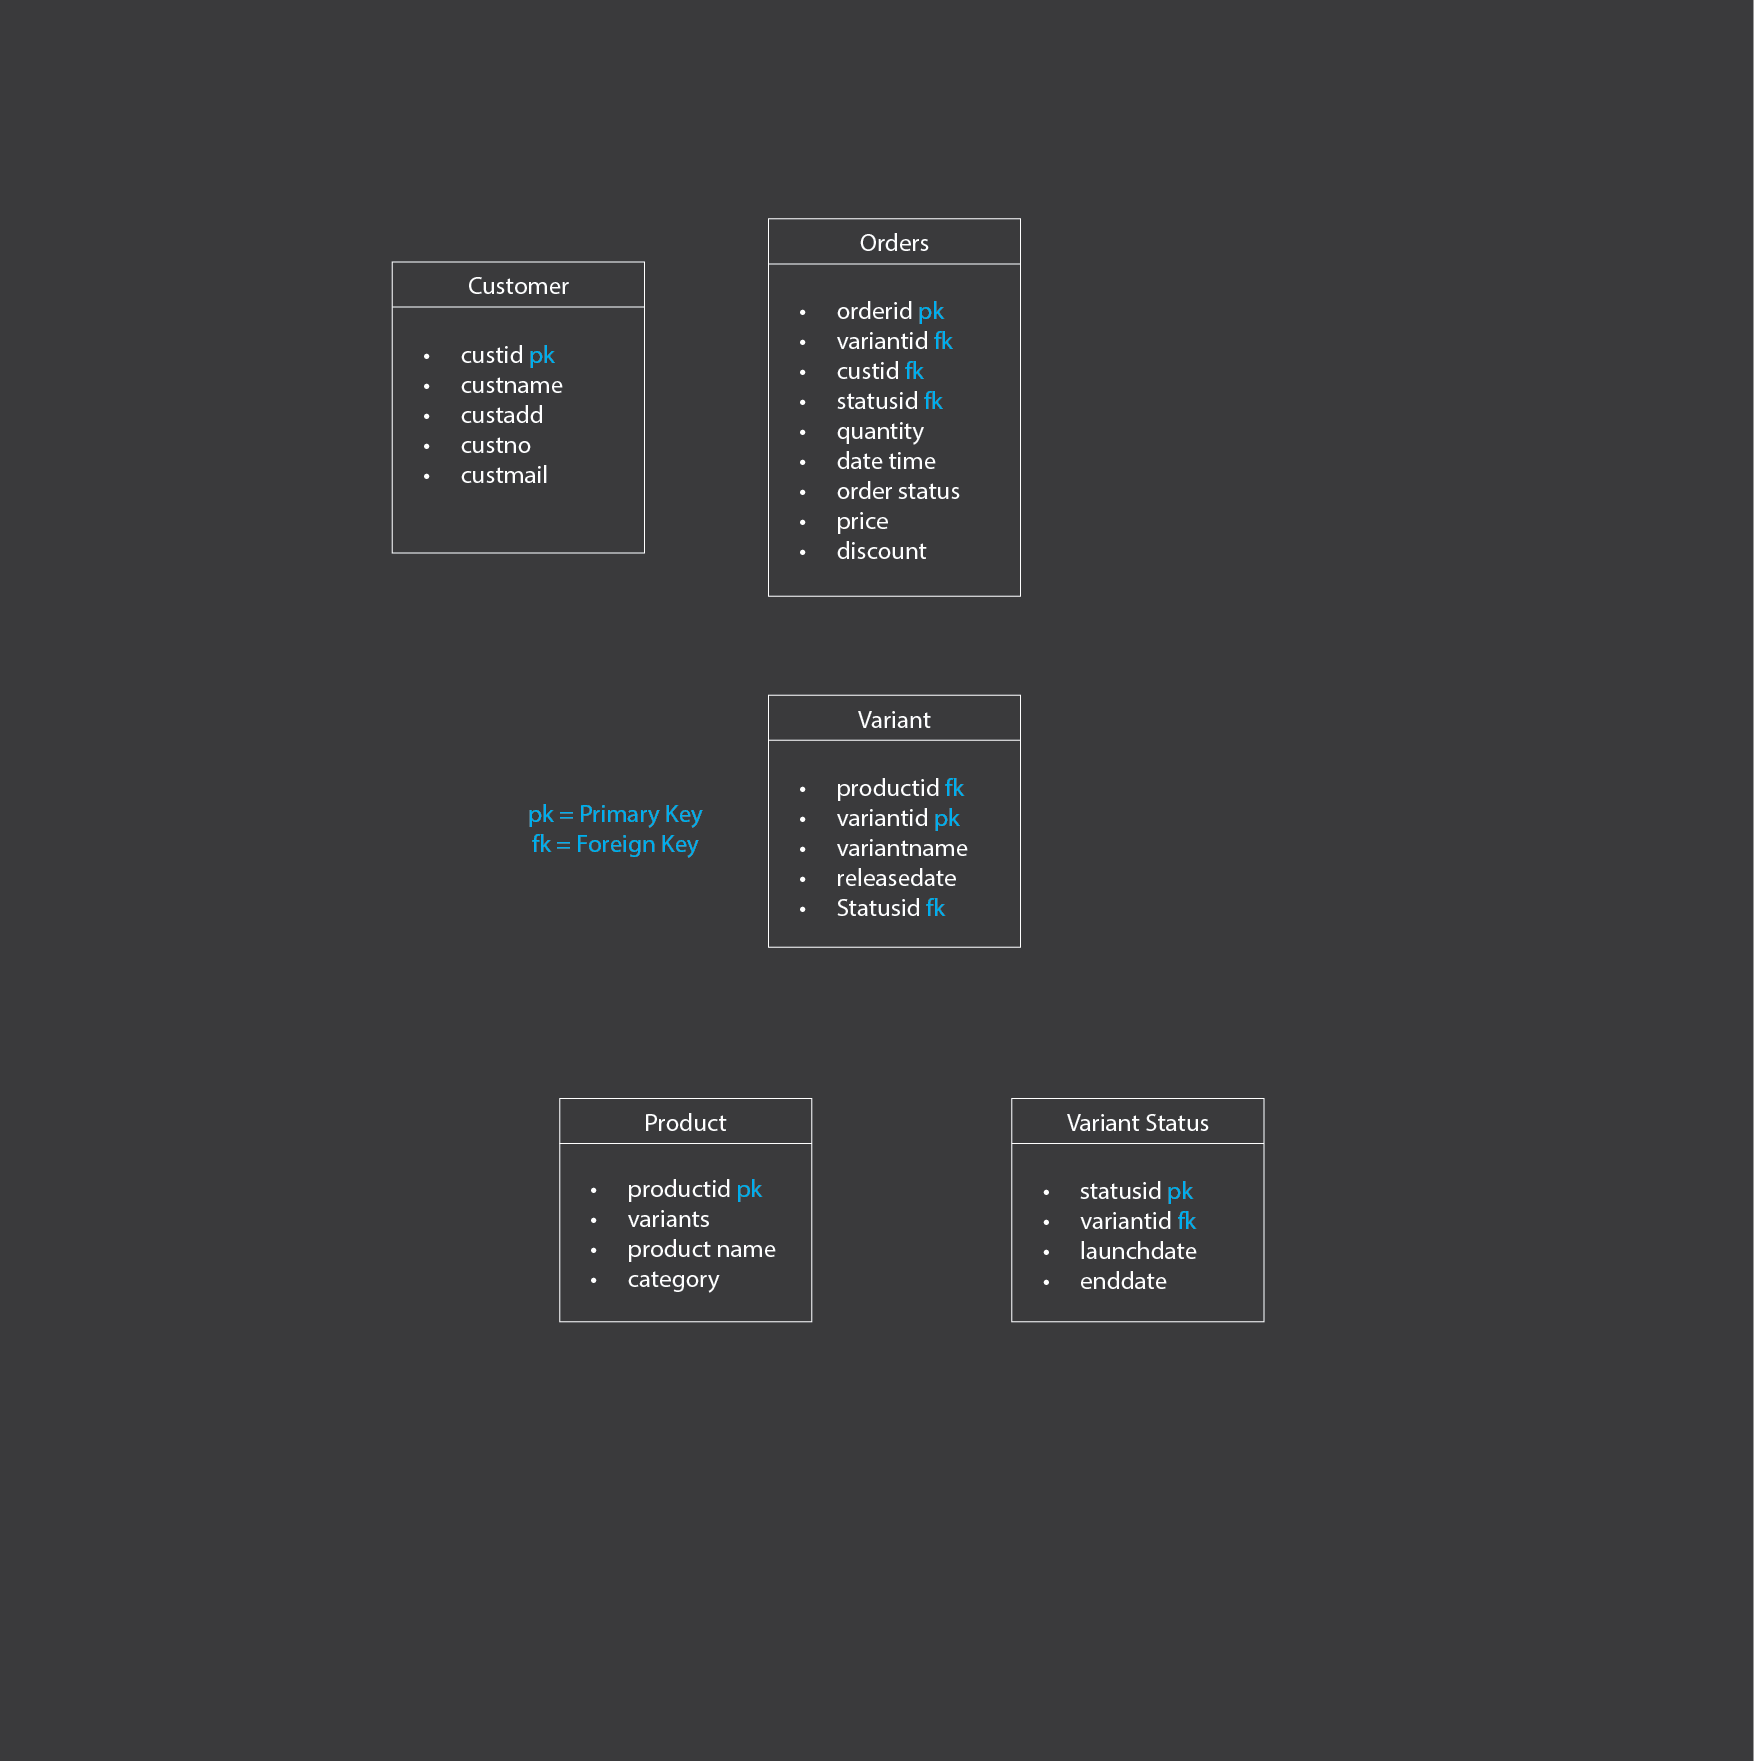 Customer
• custid pk
• custname
• custadd
• custno
• custmail
Orders
• orderid pk
• variantid fk
• custid fk
• statusid fk
• quantity
• date time
• order status
• price
• discount
Variant
• productid fk
• variantid pk
• variantname
• releasedate
• Statusid fk
pk = Primary Key
fk = Foreign Key
Product
• productid pk
• variants
• product name
• category
Variant Status
• statusid pk
• variantid fk
• launchdate
• enddate